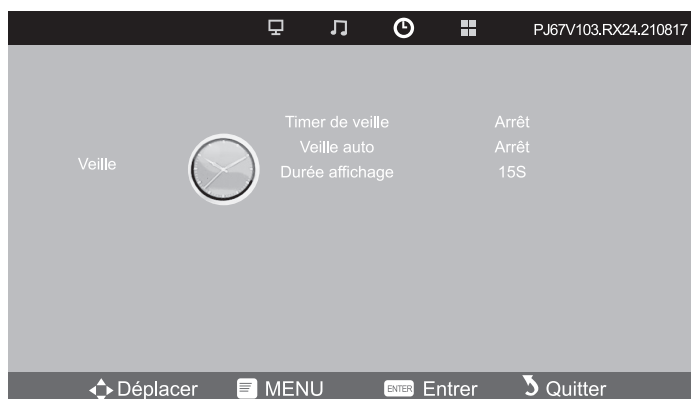 PJ67V103.RX24.210817
Timer de veille Arrêt
Veille auto Arrêt
Veille
Durée affichage 15S
Déplacer MENU ENTER Entrer Quitter